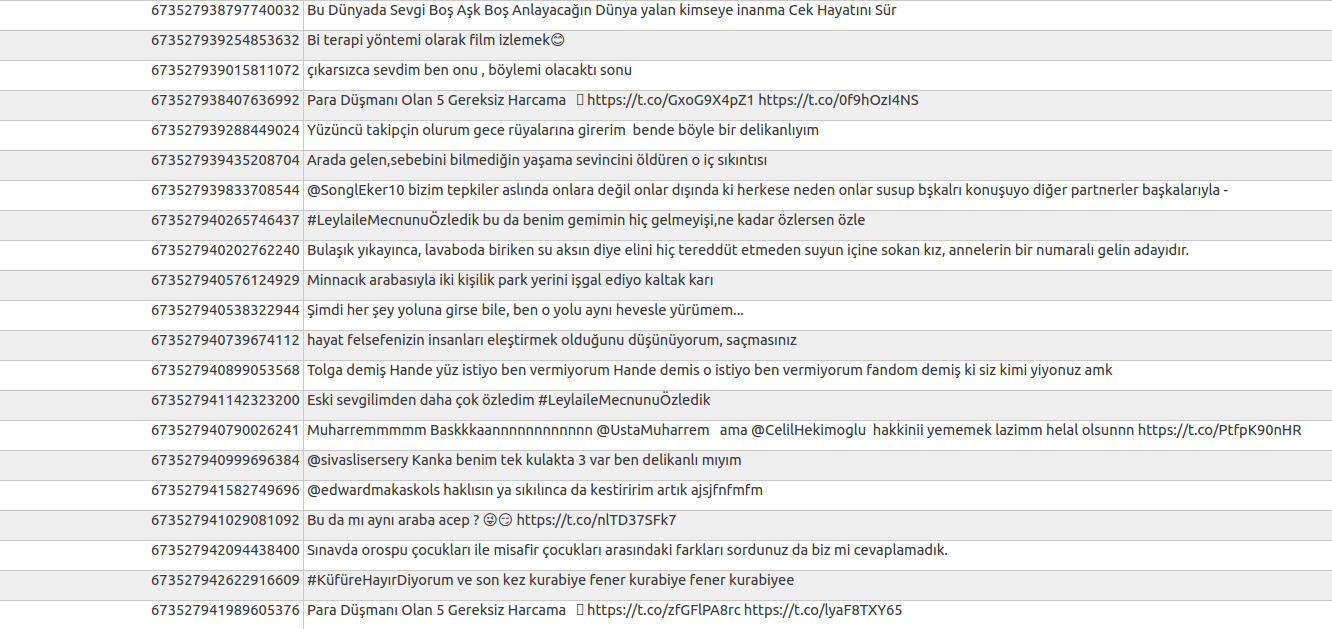 673527938797740032 Bu Dünyada Sevgi Boş Aşk Boş Anlayacağın Dünya yalan kimseye inanma Cek Hayatını Sür
673527939254853632 Bi terapi yöntemi olarak film izlemek😊
673527939015811072 çıkarsızca sevdim ben onu , böylemi olacaktı sonu
673527938407636992 Para Düşmanı Olan 5 Gereksiz Harcama https://t.co/GxoG9X4pZ1 https://t.co/0f9hOzI4NS
673527939288449024 Yüzüncü takipçin olurum gece rüyalarına girerim bende böyle bir delikanlıyım
673527939435208704 Arada gelen,sebebini bilmediğin yaşama sevincini öldüren o iç sıkıntısı
673527939833708544 @SonglEker10 bizim tepkiler aslında onlara değil onlar dışında ki herkese neden onlar susup bşkalrı konuşuyo diğer partnerler başkalarıyla -
673527940265746437 #LeylaileMecnunuÖzledik bu da benim gemimin hiç gelmeyişi,ne kadar özlersen özle
673527940202762240 Bulaşık yıkayınca, lavaboda biriken su aksın diye elini hiç tereddüt etmeden suyun içine sokan kız, annelerin bir numaralı gelin adayıdır.
673527940576124929 Minnacık arabasıyla iki kişilik park yerini işgal ediyo kaltak karı
673527940538322944 Şimdi her şey yoluna girse bile, ben o yolu aynı hevesle yürümem...
673527940739674112 hayat felsefenizin insanları eleştirmek olduğunu düşünüyorum, saçmasınız
673527940899053568 Tolga demiş Hande yüz istiyo ben vermiyorum Hande demis o istiyo ben vermiyorum fandom demiş ki siz kimi yiyonuz amk
673527941142323200 Eski sevgilimden daha çok özledim #LeylaileMecnunuÖzledik
673527940790026241 Muharremmmmm Baskkkaannnnnnnnnnn @UstaMuharrem ama @CelilHekimoglu hakkinii yememek lazimm helal olsunnn https://t.co/PtfpK90nHR
673527940999696384 @sivaslisersery Kanka benim tek kulakta 3 var ben delikanlı mıyım
673527941582749696 @edwardmakaskols haklısın ya sıkılınca da kestiririm artık ajsjfnfmfm
673527941029081092 Bu da mı aynı araba acep ? 😜😏 https://t.co/nlTD37SFk7
673527942094438400 Sınavda orospu çocukları ile misafir çocukları arasındaki farkları sordunuz da biz mi cevaplamadık.
673527942622916609 #KüfüreHayırDiyorum ve son kez kurabiye fener kurabiye fener kurabiyee
673527941989605376 Para Düşmanı Olan 5 Gereksiz Harcama https://t.co/zfGFlPA8rc https://t.co/lyaF8TXY65